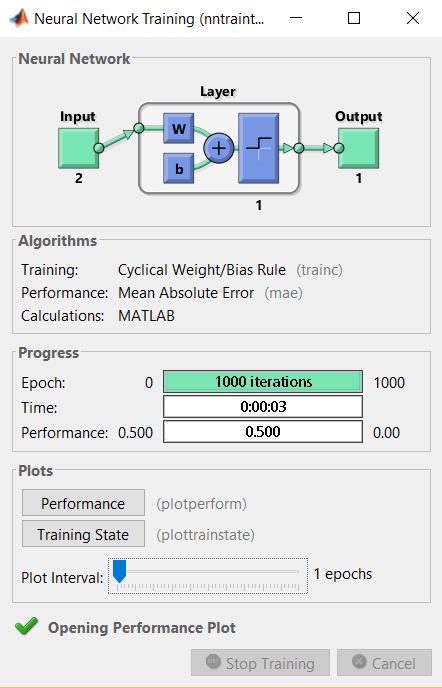 Neural Network Training (nntraint...
Neural Network
Layer
Input
Output
W
b
+
2
1
1
Algorithms
Training: Cyclical Weight/Bias Rule (trainc)
Performance: Mean Absolute Error (mae)
Calculations: MATLAB
Progress
Epoch: 0 1000 iterations 1000
Time: 0:00:03
Performance: 0.500 0.500 0.00
Plots
Performance (plotperform)
Training State (plottrainstate)
Plot Interval: 1 epochs
Opening Performance Plot
Stop Training Cancel